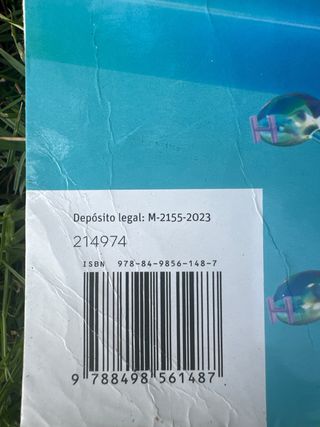 H
Depósito legal: M-2155-2023
214974
ISBN 978-84-9856-148-7
H
9 788498 561487